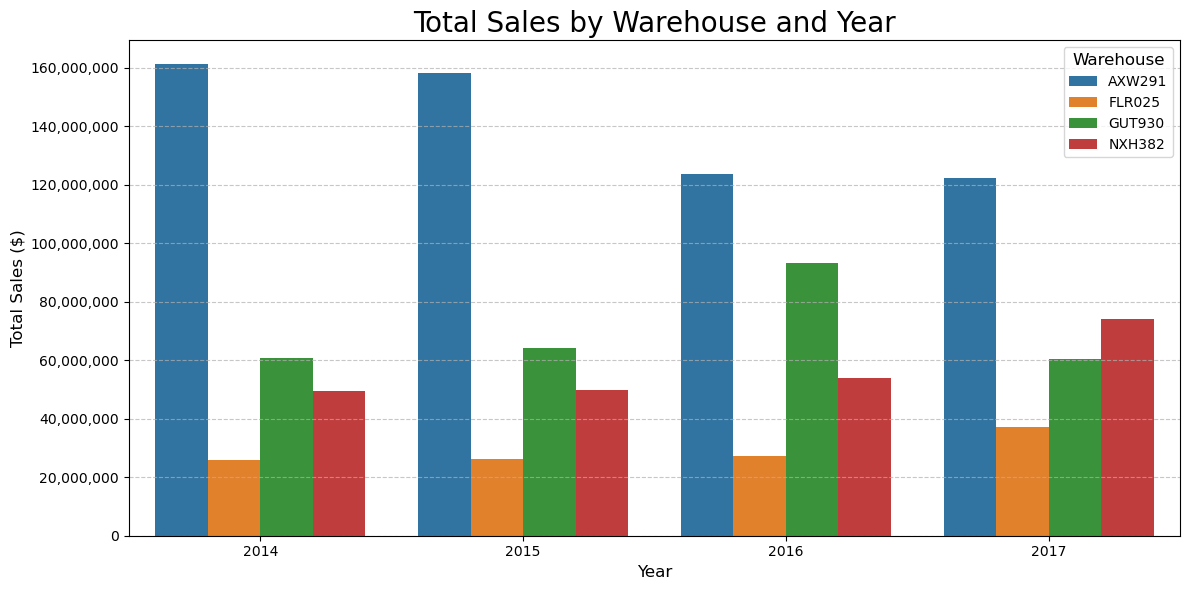 Total Sales by Warehouse and Year
Total Sales ($)
160,000,000
140,000,000
120,000,000
100,000,000
80,000,000
60,000,000
40,000,000
20,000,000
0
Warehouse
AXW291
FLR025
GUT930
NXH382
2014 2015 2016 2017
Year